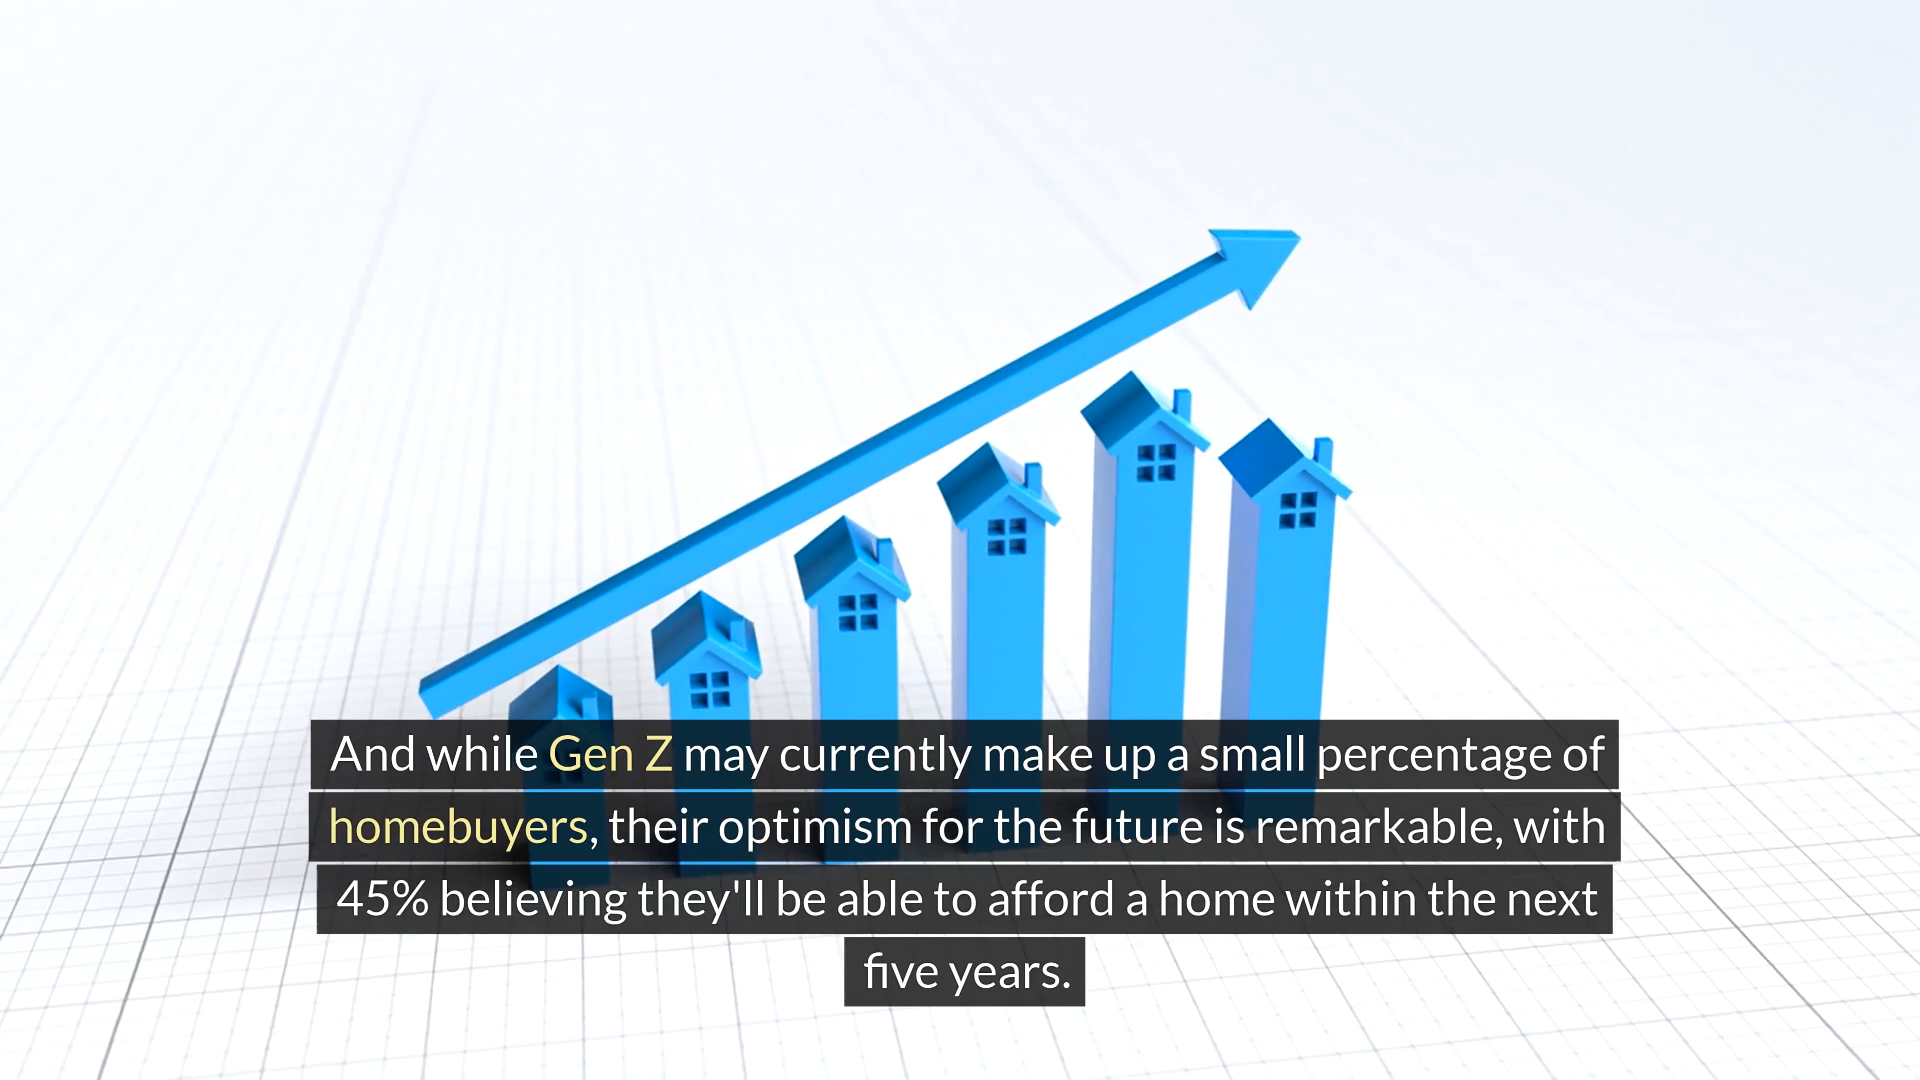 And while Gen Z may currently make up a small percentage of
homebuyers, their optimism for the future is remarkable, with
45% believing they'll be able to afford a home within the next
five years.